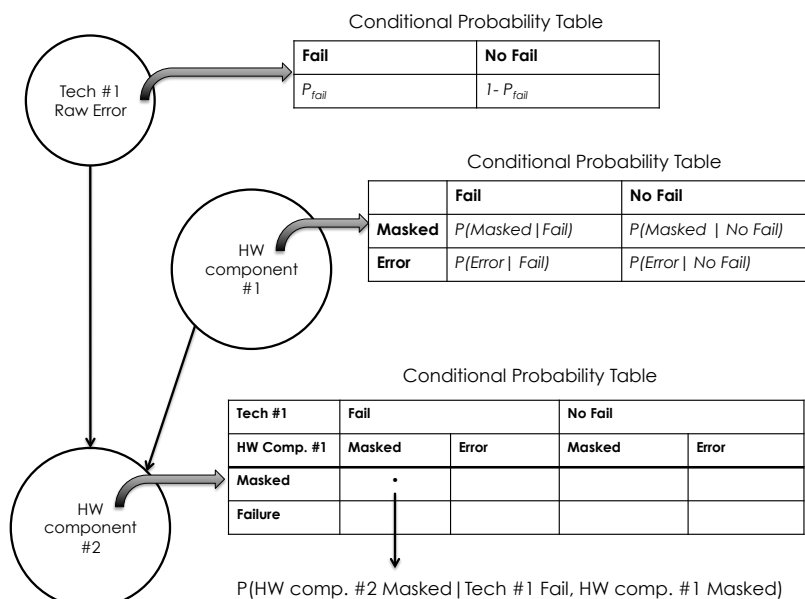 Conditional Probability Table
Fail No Fail
Tech #1
Raw Error
P_fail 1- P_fail
Conditional Probability Table
Fail No Fail
Masked P(Masked|Fail) P(Masked | No Fail)
Error P(Error| Fail) P(Error| No Fail)
HW
component
#1
Conditional Probability Table
Tech #1 Fail No Fail
HW Comp. #1 Masked Error Masked Error
Masked
Failure
HW
component
#2
P(HW comp. #2 Masked|Tech #1 Fail, HW comp. #1 Masked)